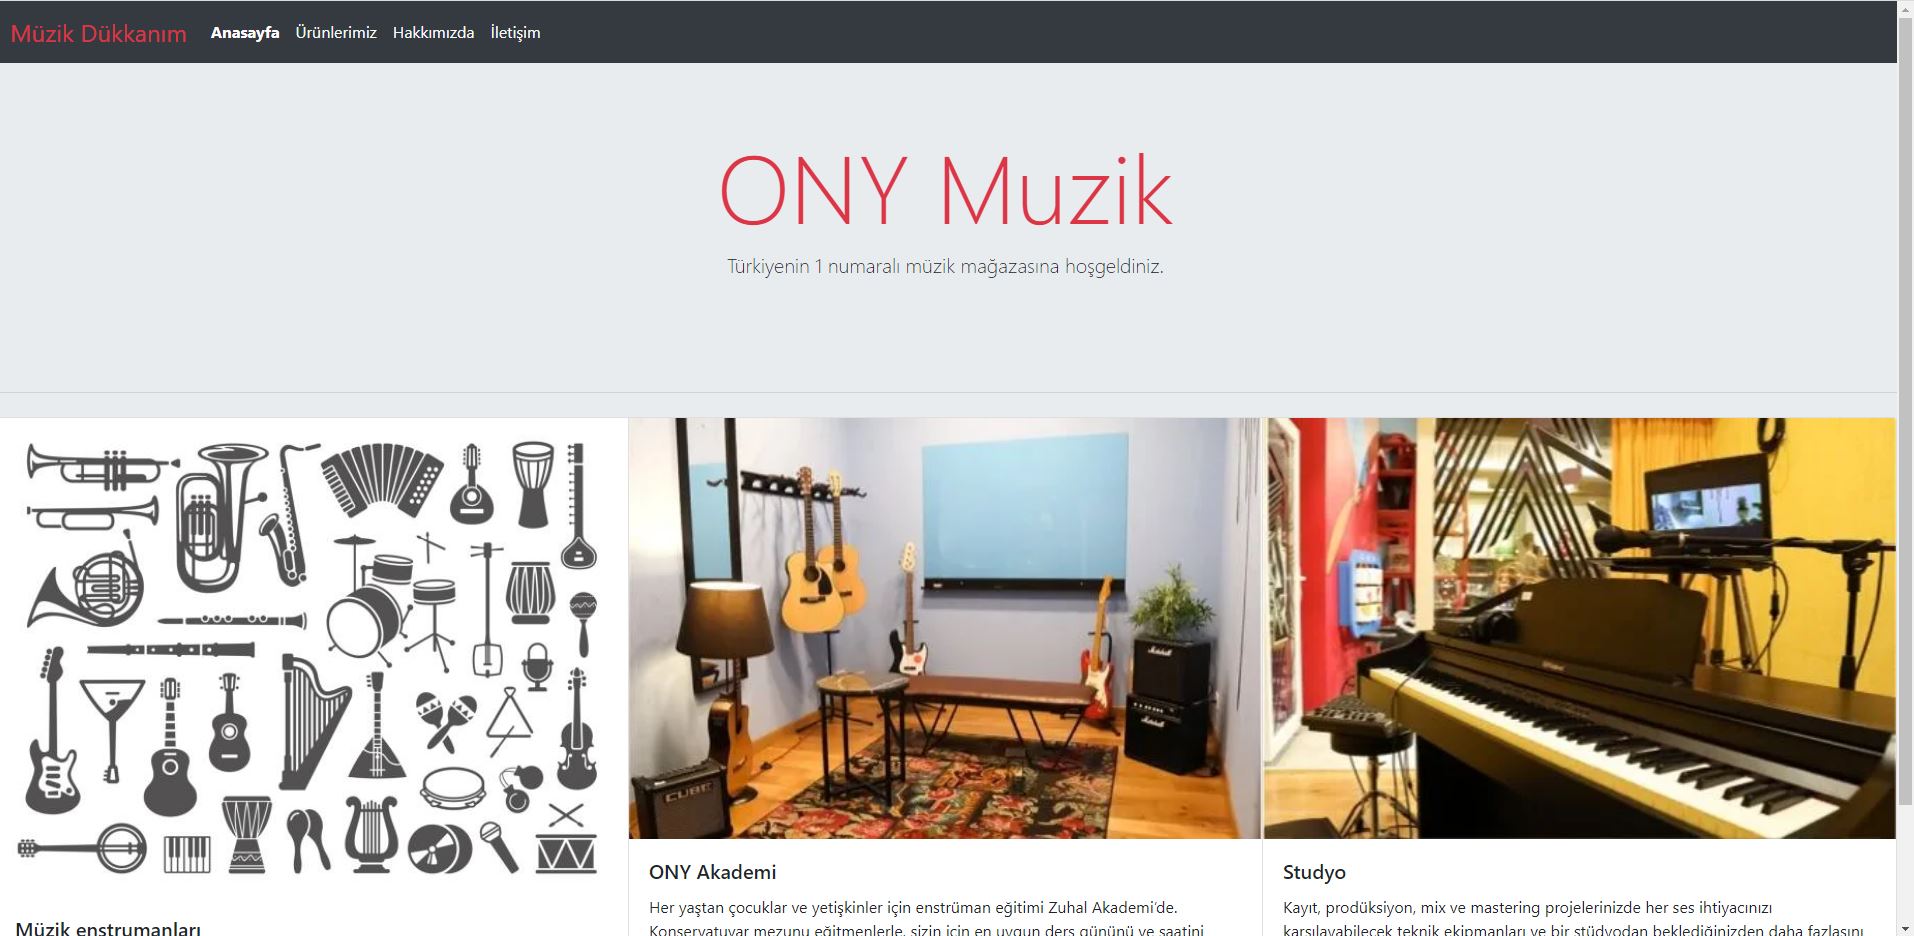 Müzik Dükkanım Anasayfa Ürünlerimiz Hakkımızda İletişim
ONY Muzik
Türkiyenin 1 numaralı müzik mağazasına hoşgeldiniz.
CUBE
Marshall
Marshall
Müzik enstrumanları
ONY Akademi
Her yaştan çocuklar ve yetişkinler için enstrüman eğitimi Zuhal Akademi’de.
Konservatuvar mezunu eğitmenlerle, sizin için en uygun ders gününü ve saatini
Studyo
Kayıt, prodüksiyon, mix ve mastering projelerinizde her ses ihtiyacınızı
karşılayabilecek teknik ekipmanları ve bir stüdyodan beklediğinizden daha fazlasını